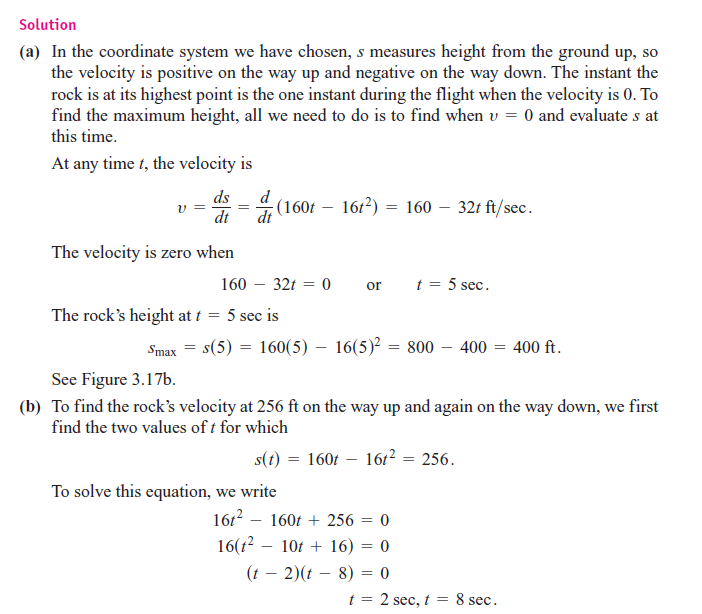 Solution
(a) In the coordinate system we have chosen, s measures height from the ground up, so
the velocity is positive on the way up and negative on the way down. The instant the
rock is at its highest point is the one instant during the flight when the velocity is 0. To
find the maximum height, all we need to do is to find when v = 0 and evaluate s at
this time.
At any time t, the velocity is
v = ds/dt = d/dt (160t − 16t²) = 160 − 32t ft/sec.
The velocity is zero when
160 − 32t = 0 or t = 5 sec.
The rock's height at t = 5 sec is
sₘₐₓ = s(5) = 160(5) − 16(5)² = 800 − 400 = 400 ft.
See Figure 3.17b.
(b) To find the rock's velocity at 256 ft on the way up and again on the way down, we first
find the two values of t for which
s(t) = 160t − 16t² = 256.
To solve this equation, we write
16t² − 160t + 256 = 0
16(t² − 10t + 16) = 0
(t − 2)(t − 8) = 0
t = 2 sec, t = 8 sec.